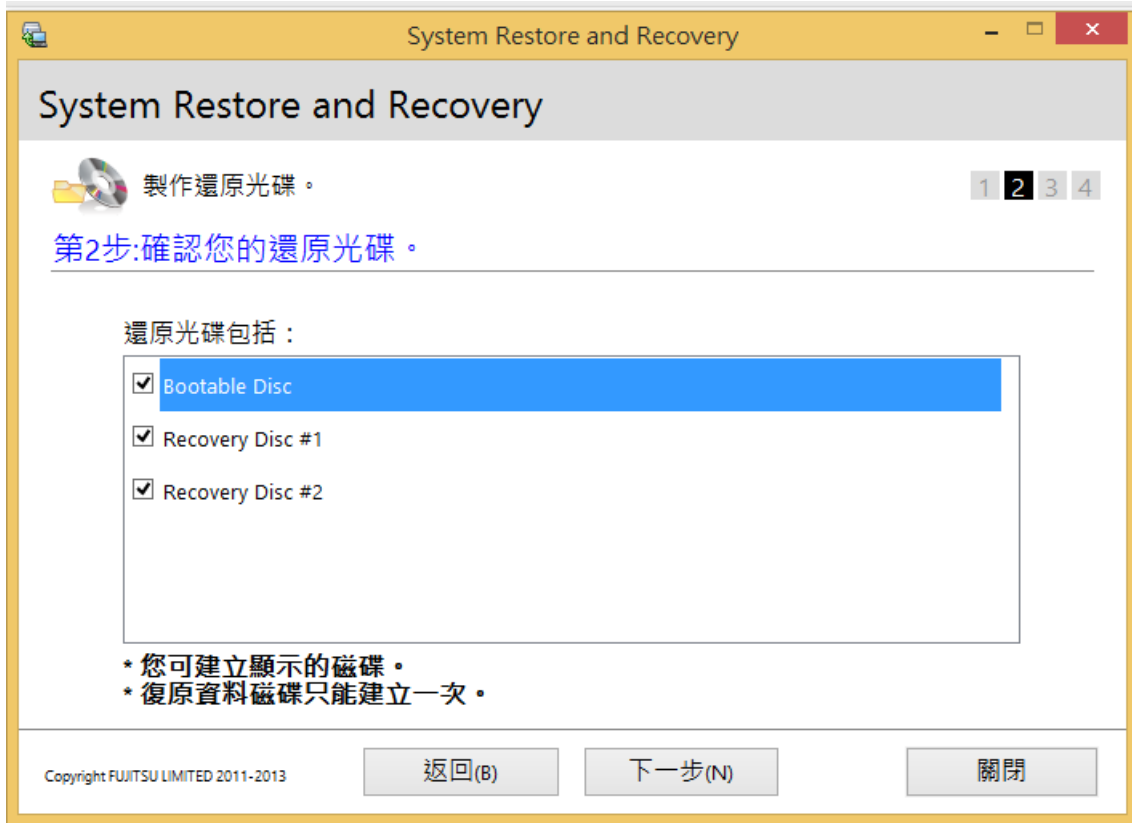 System Restore and Recovery
System Restore and Recovery
製作還原光碟。
1 2 3 4
第2步:確認您的還原光碟。
還原光碟包括：
Bootable Disc
Recovery Disc #1
Recovery Disc #2
* 您可建立顯示的磁碟。
* 復原資料磁碟只能建立一次。
Copyright FUJITSU LIMITED 2011-2013 返回(B) 下一步(N) 關閉